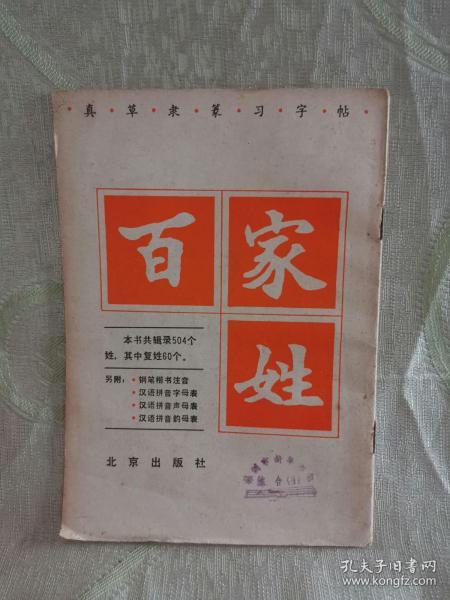 ·真·草·隶·篆·习·字·帖·
百家
姓
本书共辑录504个
姓，其中复姓60个。
另附：·钢笔楷书注音
·汉语拼音字母表
·汉语拼音声母表
·汉语拼音韵母表
北京出版社
孔夫子旧书网
www.kongfz.com